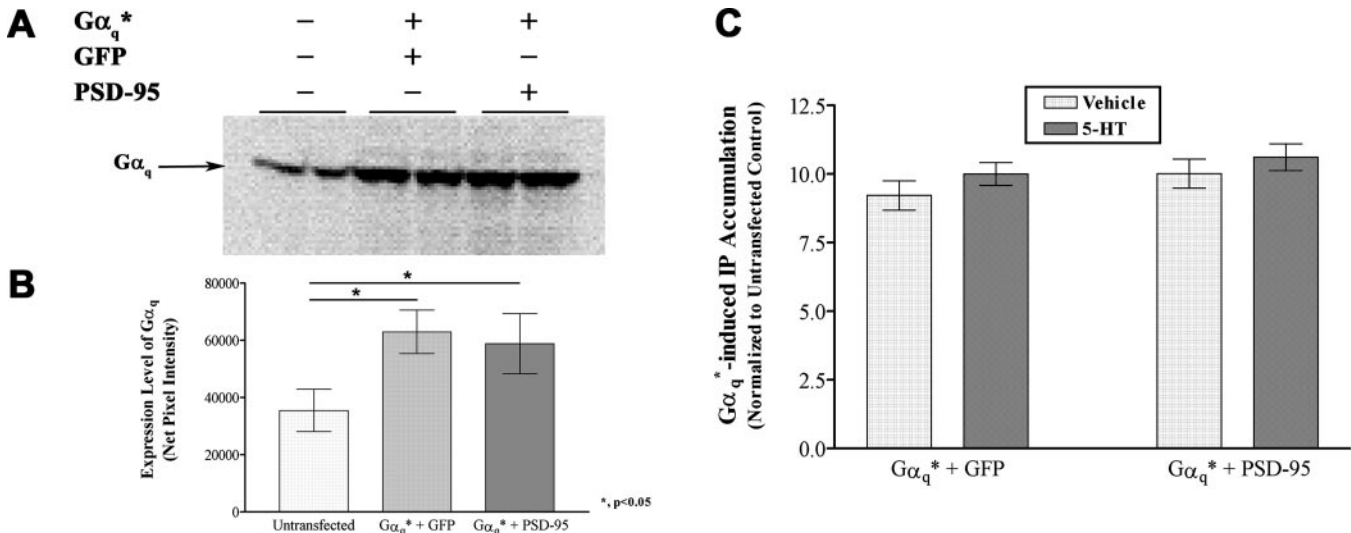 A
Gαq* − + +
GFP − + −
PSD-95 − − +
Gαq
B
Expression Level of Gαq
(Net Pixel Intensity)
80000
60000
40000
20000
0
*
*
Untransfected Gαq* + GFP Gαq* + PSD-95
*, p<0.05
C
Gαq*-induced IP Accumulation
(Normalized to Untransfected Control)
Vehicle
5-HT
12.5
10.0
7.5
5.0
2.5
0.0
Gαq* + GFP Gαq* + PSD-95